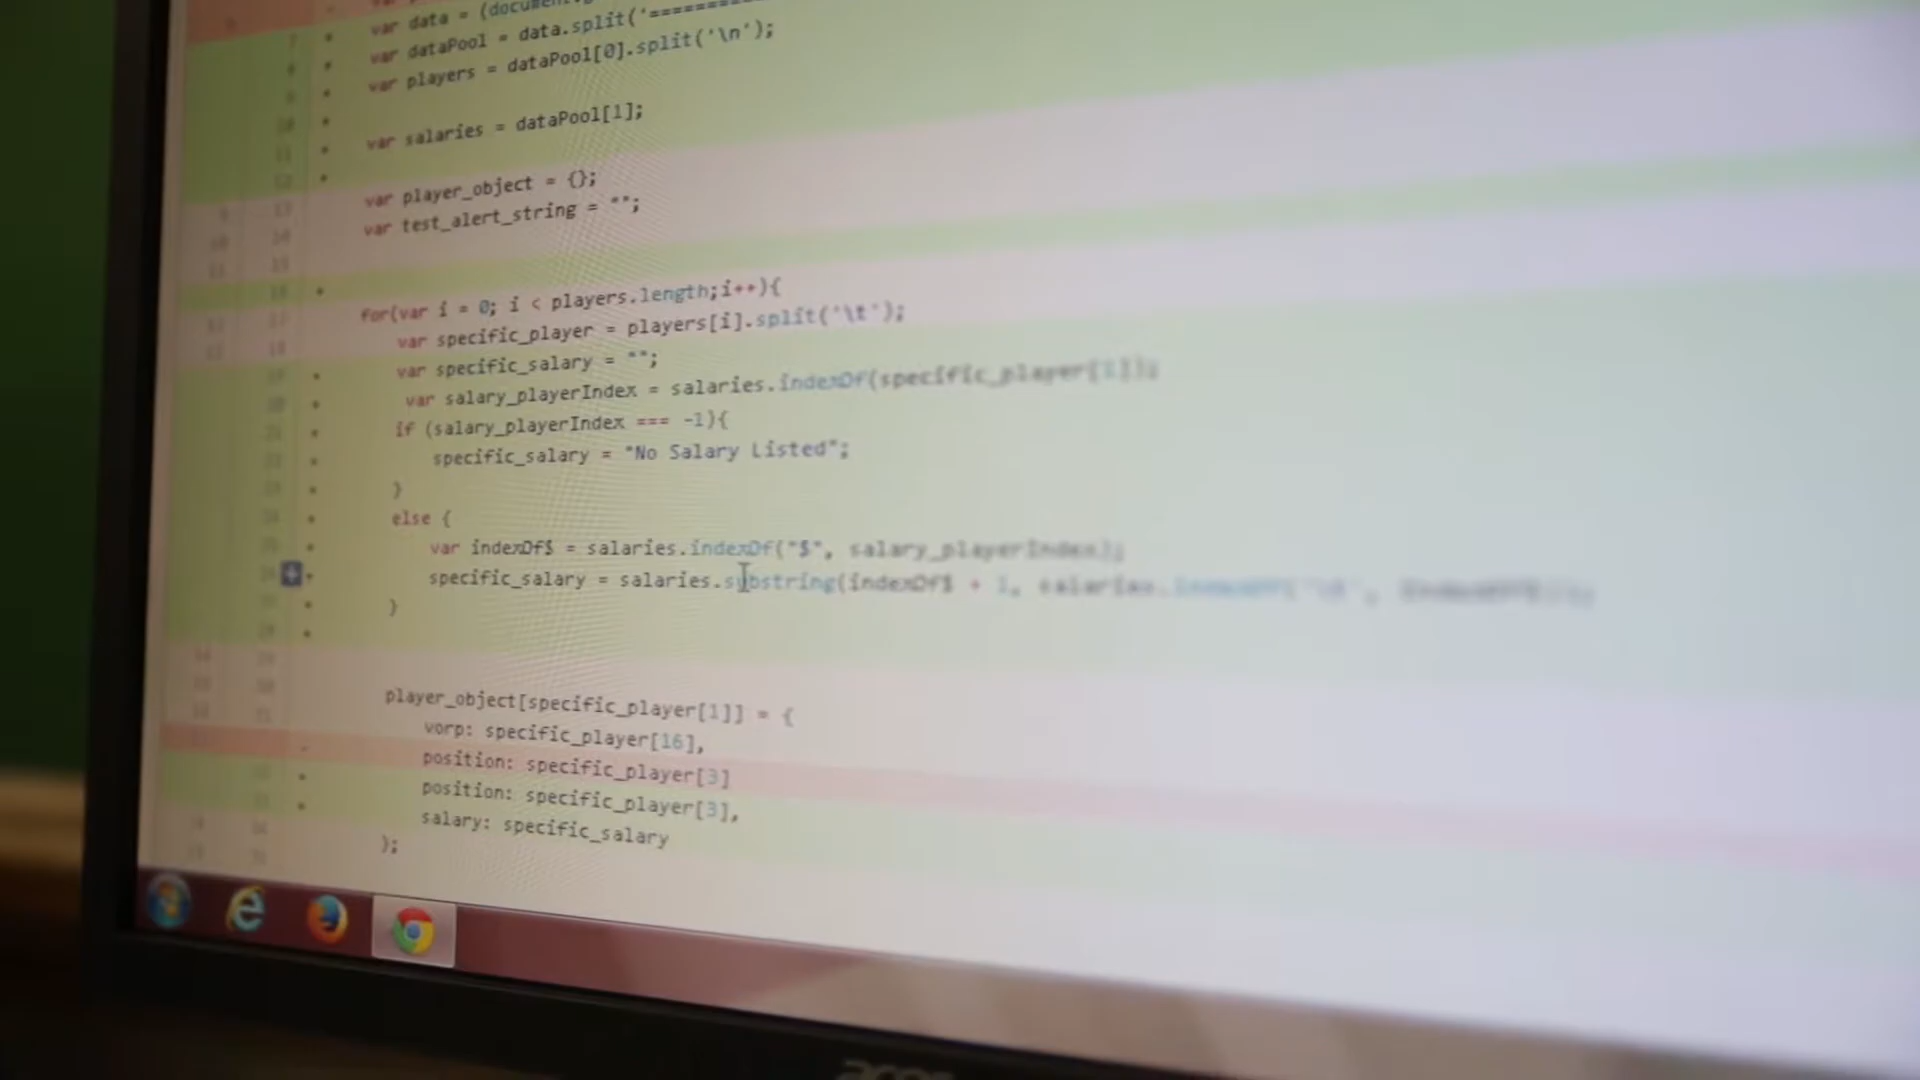 var data = (document.g
var dataPool = data.split('==========
var players = dataPool[0].split('\n');
var salaries = dataPool[1];
var player_object = {};
var test_alert_string = "";
for(var i = 0; i < players.length;i++){
var specific_player = players[i].split('\t');
var specific_salary = "";
var salary_playerIndex = salaries.indexOf(specific_player[1]);
if (salary_playerIndex === -1){
specific_salary = "No Salary Listed";
}
else {
var indexOf$ = salaries.indexOf("$", salary_playerIndex);
specific_salary = salaries.substring(indexOf$ + 1, salaries.indexOf(
}
player_object[specific_player[1]] = {
vorp: specific_player[16],
position: specific_player[3]
position: specific_player[3],
salary: specific_salary
};
acer